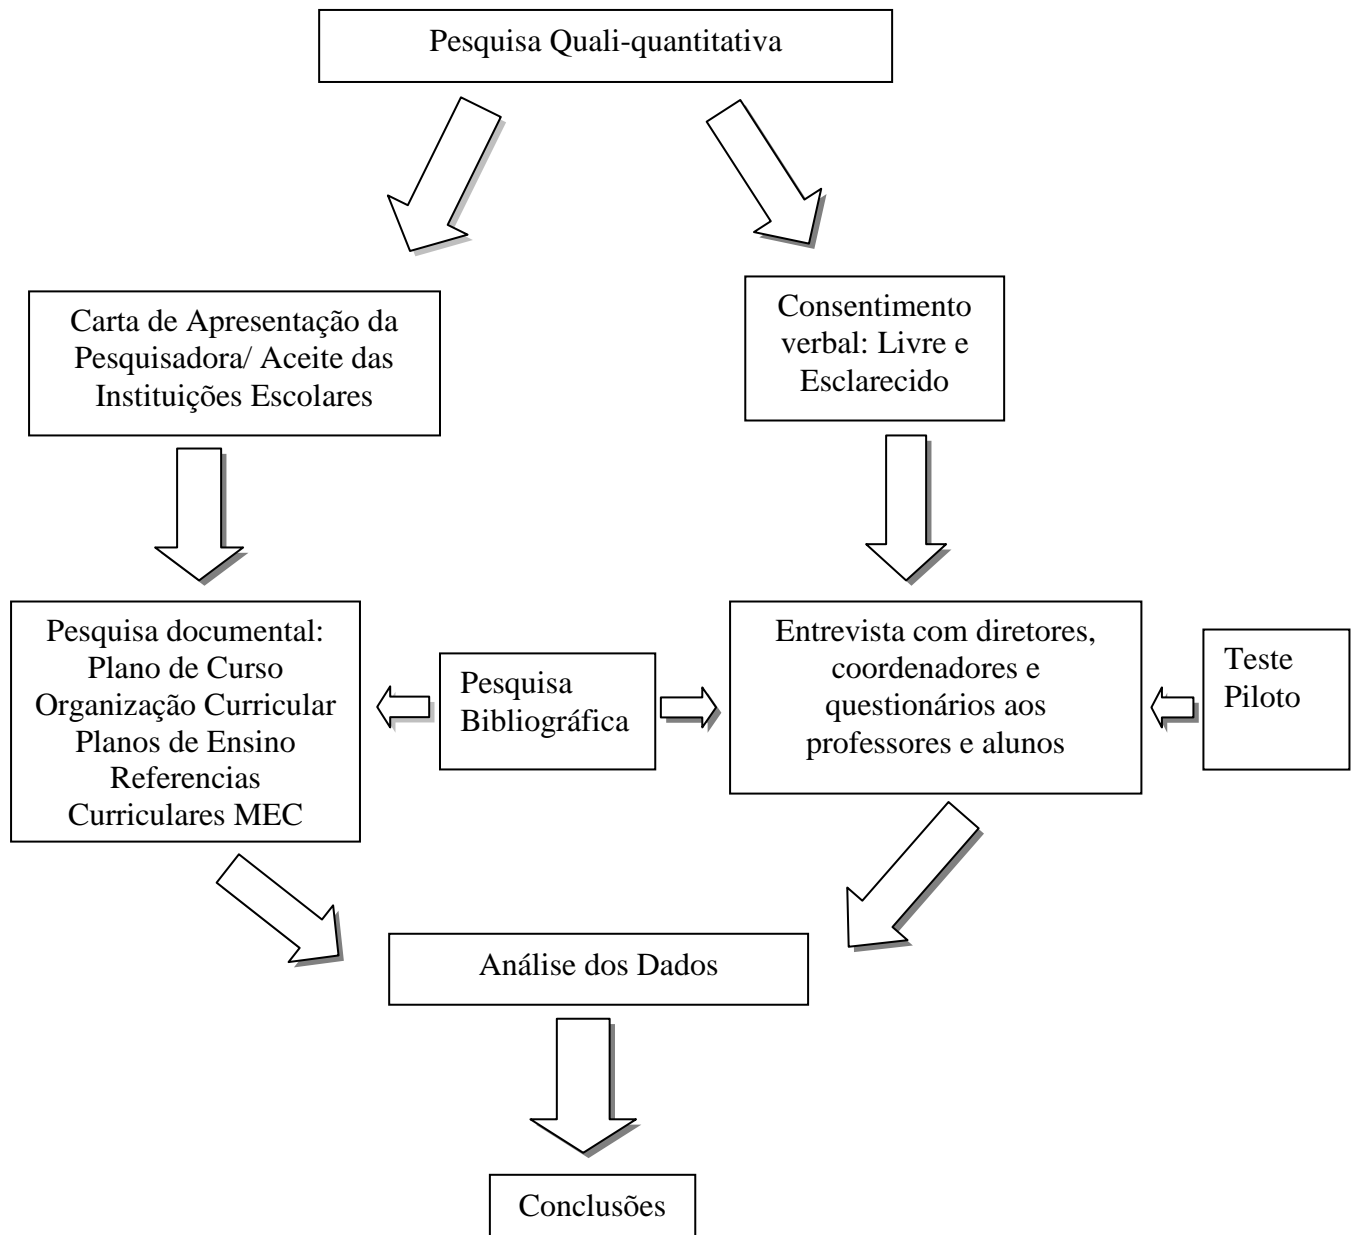 Pesquisa Quali-quantitativa
Carta de Apresentação da
Pesquisadora/ Aceite das
Instituições Escolares
Consentimento
verbal: Livre e
Esclarecido
Pesquisa documental:
Plano de Curso
Organização Curricular
Planos de Ensino
Referencias
Curriculares MEC
Pesquisa
Bibliográfica
Entrevista com diretores,
coordenadores e
questionários aos
professores e alunos
Teste
Piloto
Análise dos Dados
Conclusões